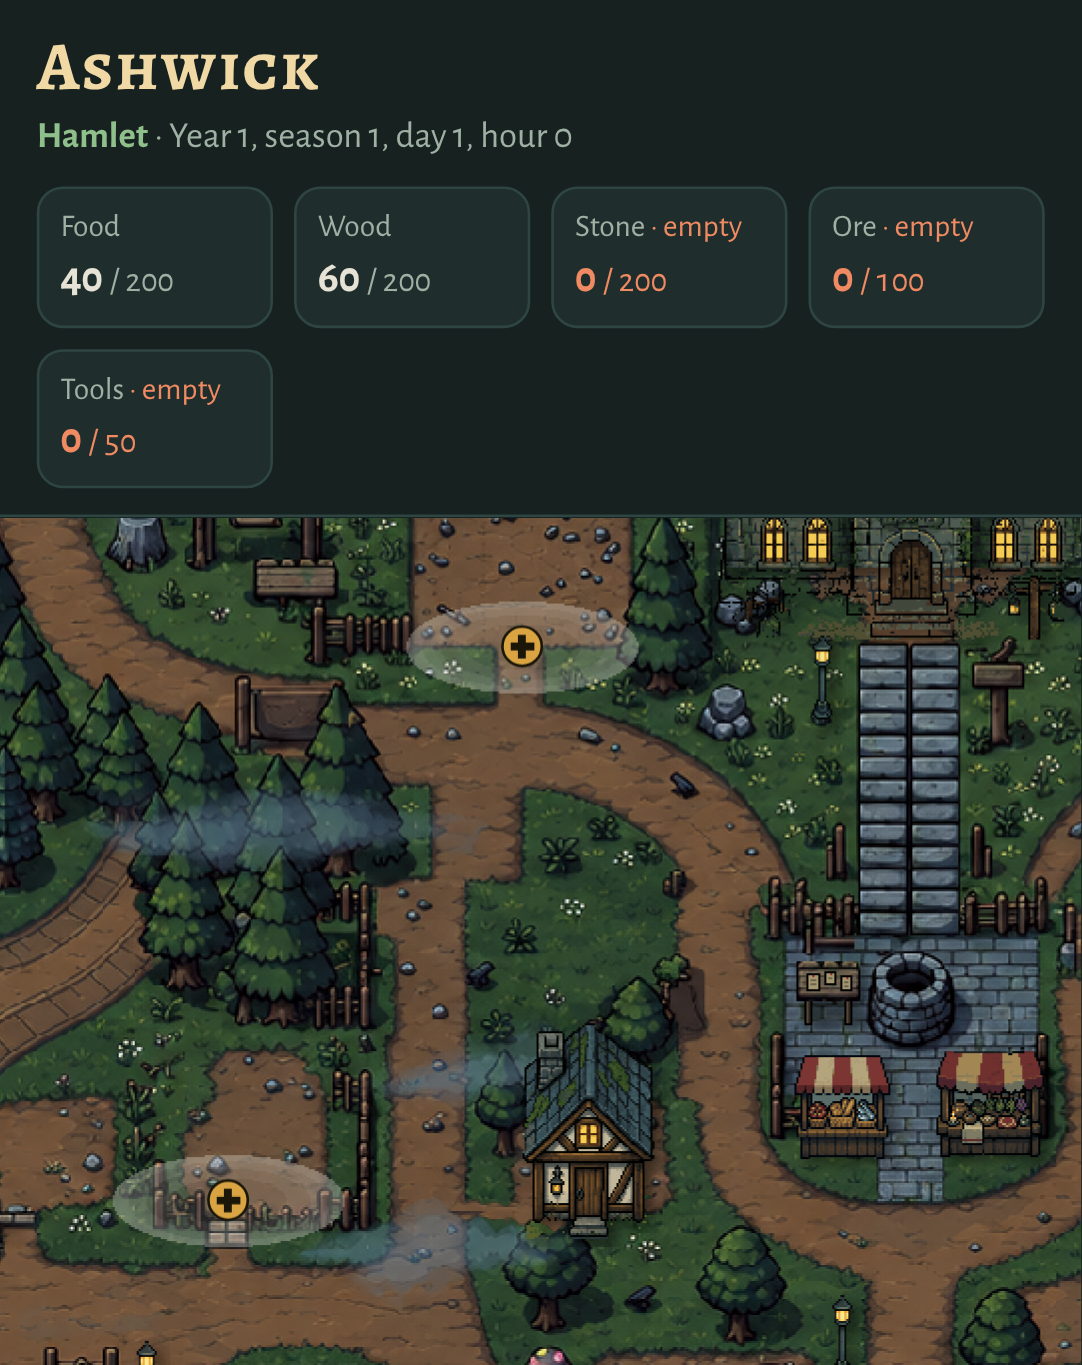 Ashwick
Hamlet · Year 1, season 1, day 1, hour 0
Food
40 / 200
Wood
60 / 200
Stone · empty
0 / 200
Ore · empty
0 / 100
Tools · empty
0 / 50